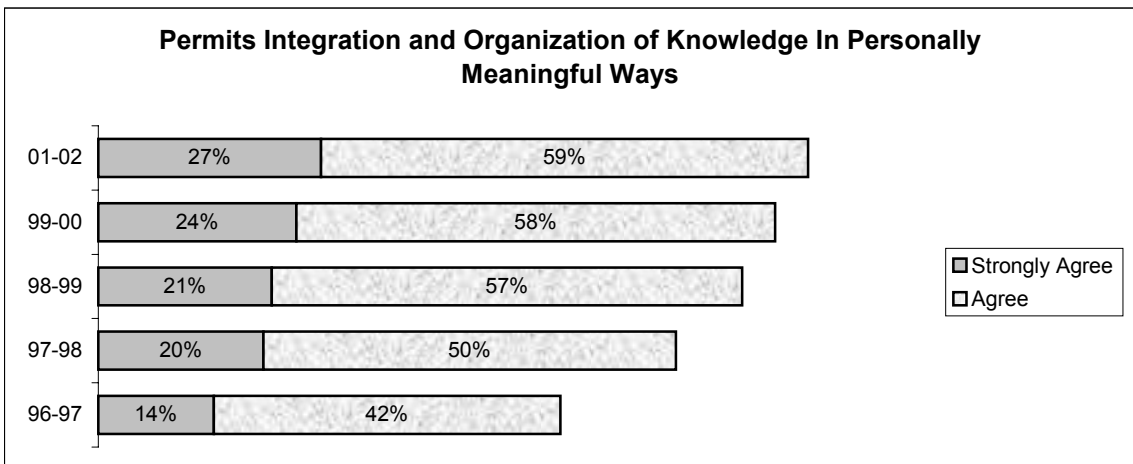 Permits Integration and Organization of Knowledge In Personally
Meaningful Ways
01-02 27% 59%
99-00 24% 58%
98-99 21% 57%
97-98 20% 50%
96-97 14% 42%
Strongly Agree
Agree